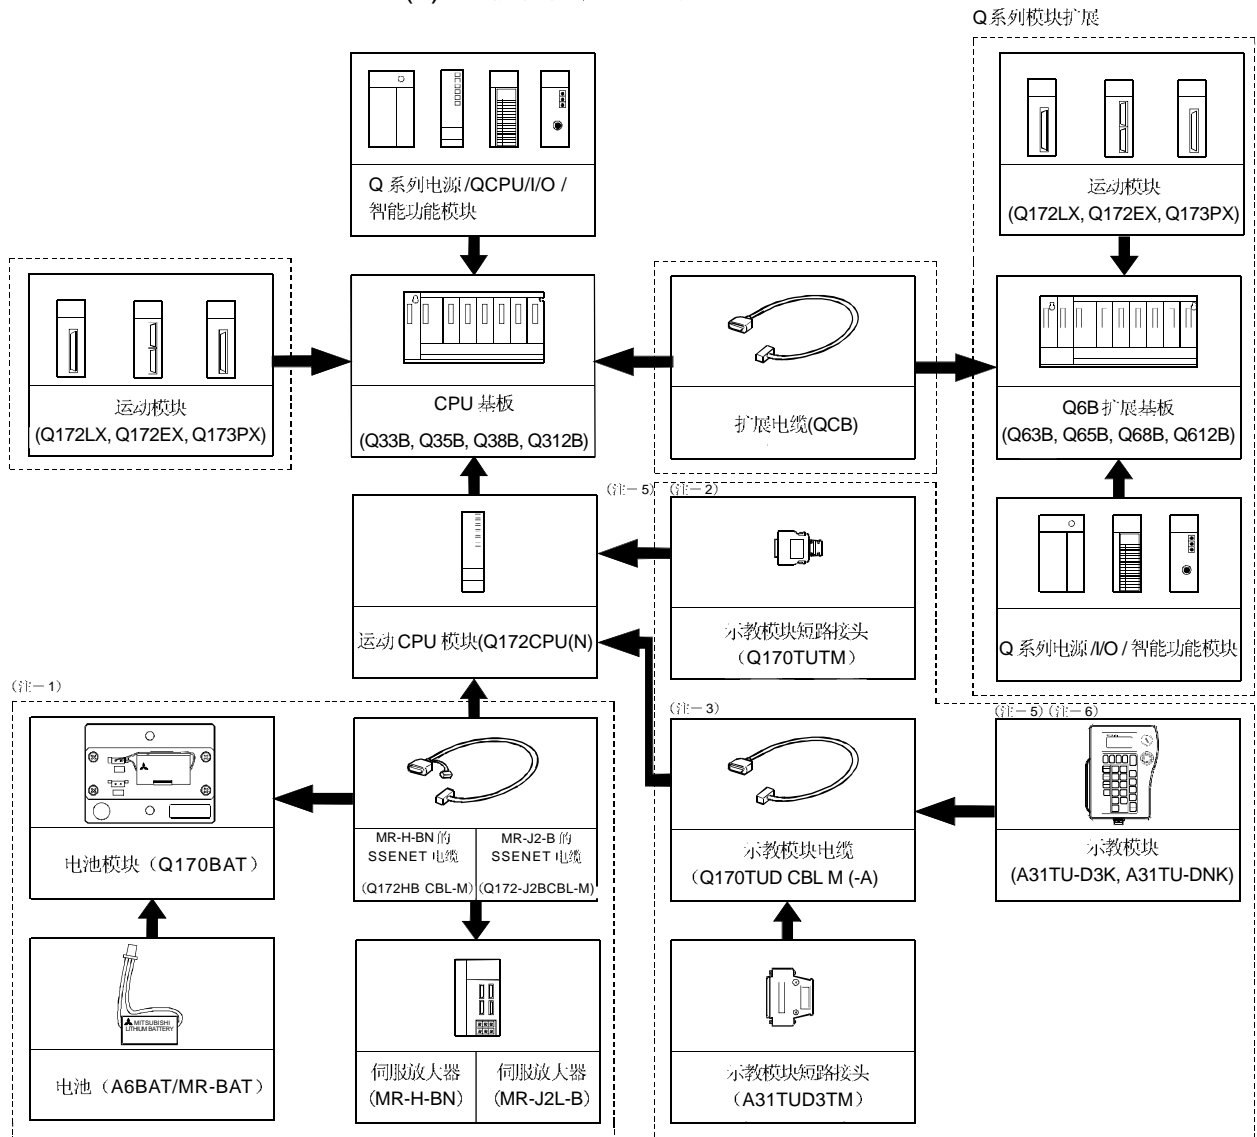 Q系列模块扩展
Q 系列电源/QCPU/I/O /
智能功能模块
运动模块
(Q172LX, Q172EX, Q173PX)
运动模块
(Q172LX, Q172EX, Q173PX)
CPU 基板
(Q33B, Q35B, Q38B, Q312B)
扩展电缆(QCB)
Q6B 扩展基板
(Q63B, Q65B, Q68B, Q612B)
(注－5) (注－2)
运动 CPU 模块(Q172CPU(N)
示教模块短路接头
（Q170TUTM）
Q 系列电源 /I/O / 智能功能模块
(注－1)
(注－3)
(注－5) (注－6)
电池模块（Q170BAT）
MR-H-BN 的
SSENET 电缆
(Q172HB CBL-M)
MR-J2-B 的
SSENET 电缆
(Q172-J2BCBL-M)
示教模块电缆
（Q170TUD CBL M (-A)
示教模块
(A31TU-D3K, A31TU-DNK)
MITSUBISHI
LITHIUM BATTERY
电池（A6BAT/MR-BAT）
伺服放大器
(MR-H-BN)
伺服放大器
(MR-J2L-B)
示教模块短路接头
（A31TUD3TM）